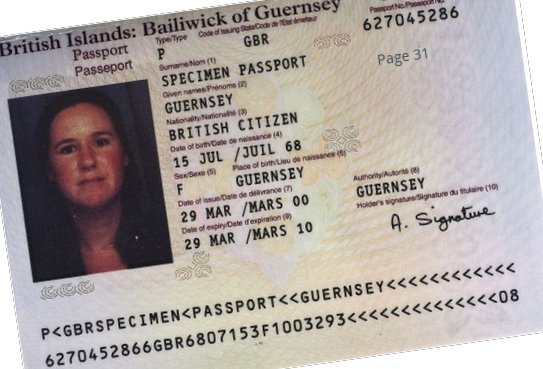 British Islands: Bailiwick of Guernsey
Passport
Passeport
Type/Type Code of issuing State/Code de l'Etat émetteur Passport No./Passeport No.
P GBR 627045286
Surname/Nom (1)
SPECIMEN PASSPORT
Page 31
Given names/Prénoms (2)
GUERNSEY
Nationality/Nationalité (3)
BRITISH CITIZEN
Date of birth/Date de naissance (4)
15 JUL /JUIL 68
Sex/Sexe (5) Place of birth/Lieu de naissance (6)
F GUERNSEY
Date of issue/Date de délivrance (7) Authority/Autorité (8)
29 MAR /MARS 00 GUERNSEY
Date of expiry/Date d'expiration (9) Holder's signature/Signature du titulaire (10)
29 MAR /MARS 10
A. Signature
P<GBRSPECIMEN<PASSPORT<<GUERNSEY<<<<<<<<<<<<
6270452866GBR6807153F1003293<<<<<<<<<<<<<<08